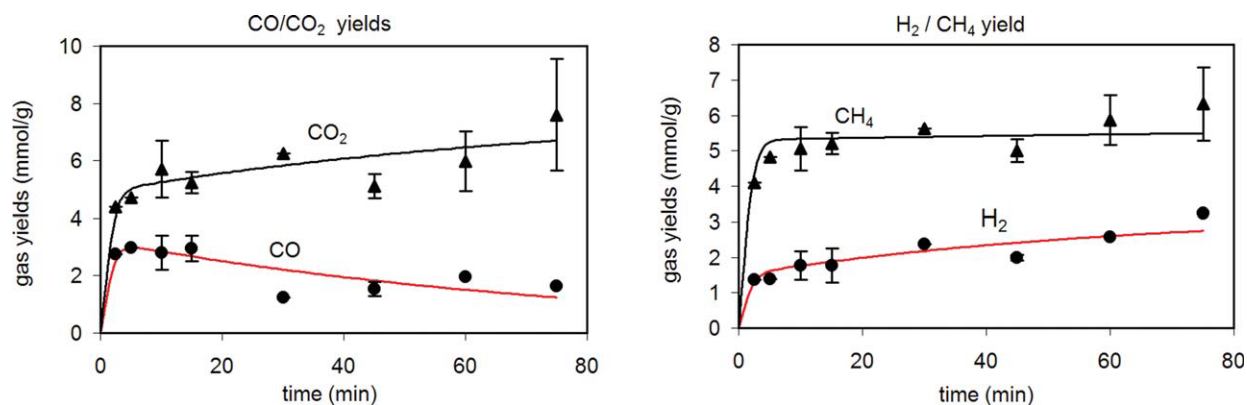 CO/CO₂ yields
gas yields (mmol/g)
10
8
6
4
2
0
CO₂
CO
0 20 40 60 80
time (min)
H₂ / CH₄ yield
gas yields (mmol/g)
8
7
6
5
4
3
2
1
0
CH₄
H₂
0 20 40 60 80
time (min)